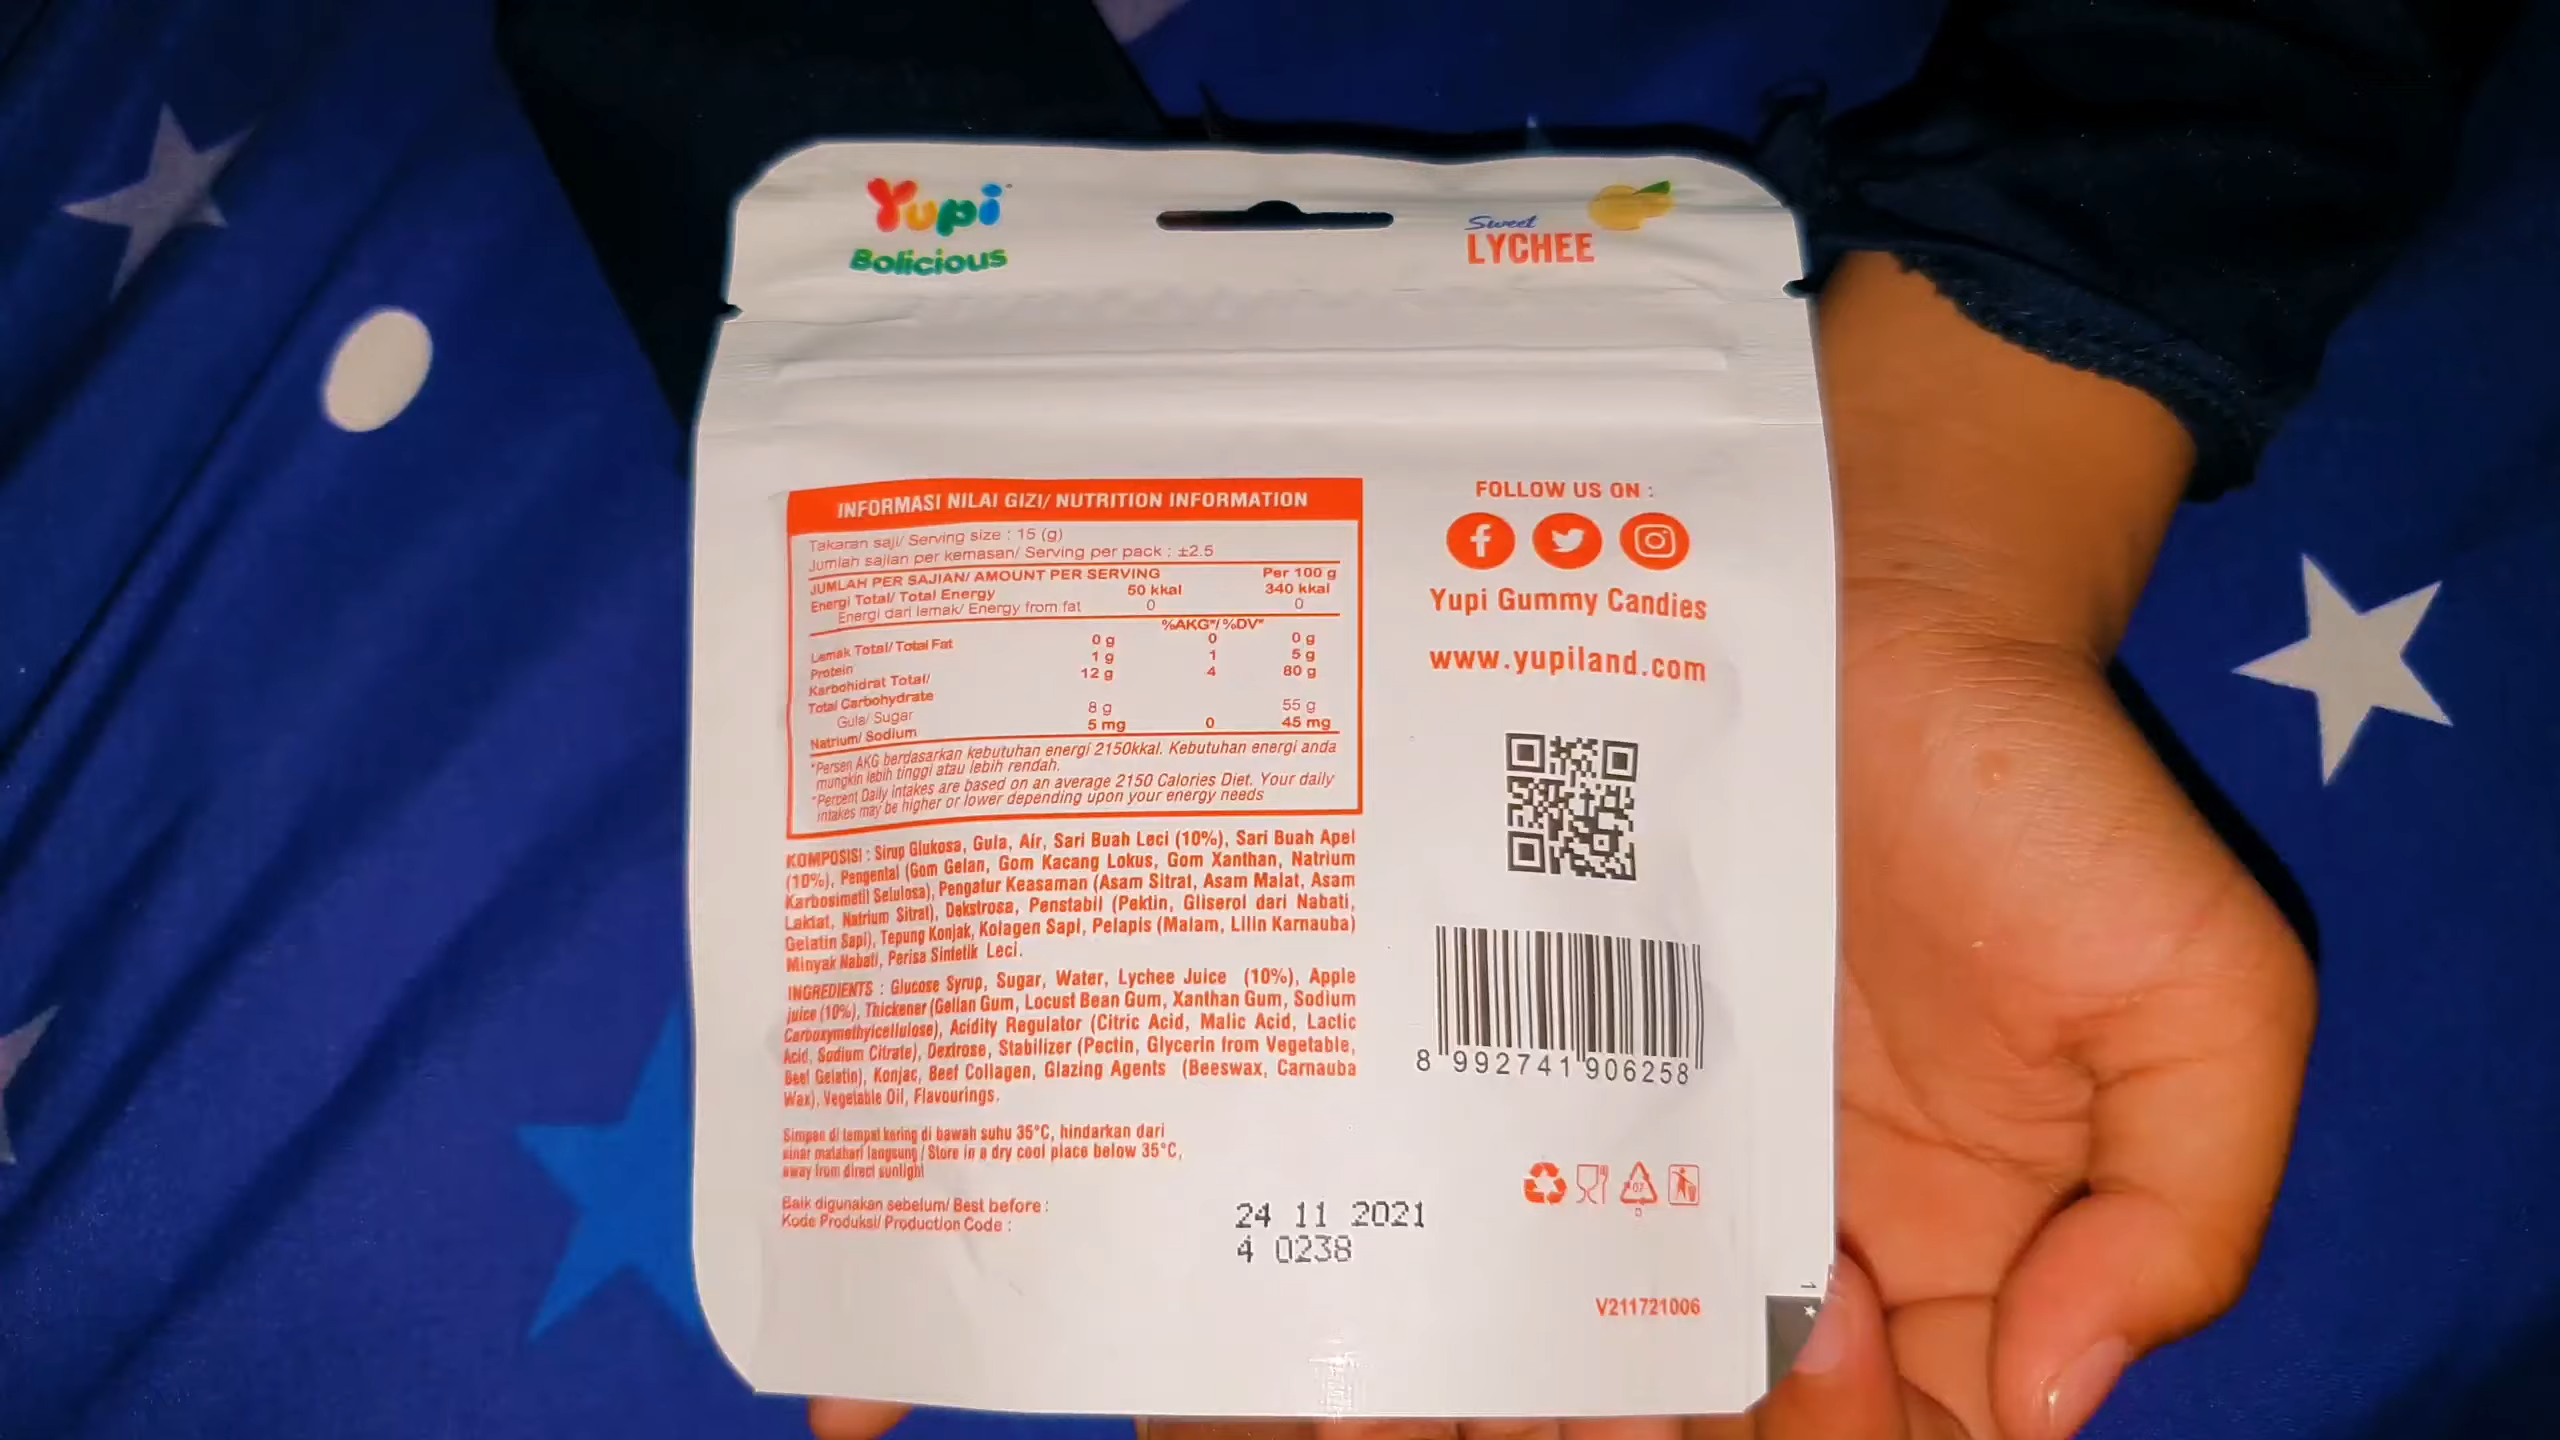 Yupi
Bolicious
Sweet
LYCHEE
INFORMASI NILAI GIZI/ NUTRITION INFORMATION
Takaran saji/ Serving size : 15 (g)
Jumlah sajian per kemasan/ Serving per pack : ±2.5
JUMLAH PER SAJIAN/ AMOUNT PER SERVING Per 100 g
Energi Total/ Total Energy 50 kkal 340 kkal
Energi dari lemak/ Energy from fat 0 0
%AKG*/ %DV*
Lemak Total/ Total Fat 0 g 0 0 g
Protein 1 g 1 5 g
Karbohidrat Total/ 12 g 4 80 g
Total Carbohydrate
Gula/ Sugar 8 g 55 g
Natrium/ Sodium 5 mg 0 45 mg
*Persen AKG berdasarkan kebutuhan energi 2150kkal. Kebutuhan energi anda
mungkin lebih tinggi atau lebih rendah.
*Percent Daily intakes are based on an average 2150 Calories Diet. Your daily
intakes may be higher or lower depending upon your energy needs
KOMPOSISI : Sirup Glukosa, Gula, Air, Sari Buah Leci (10%), Sari Buah Apel
(10%), Pengental (Gom Gelan, Gom Kacang Lokus, Gom Xanthan, Natrium
Karbosimetil Selulosa), Pengatur Keasaman (Asam Sitrat, Asam Malat, Asam
Laktat, Natrium Sitrat), Dekstrosa, Penstabil (Pektin, Gliserol dari Nabati,
Gelatin Sapi), Tepung Konjak, Kolagen Sapi, Pelapis (Malam, Lilin Karnauba)
Minyak Nabati, Perisa Sintetik Leci.
INGREDIENTS : Glucose Syrup, Sugar, Water, Lychee Juice (10%), Apple
juice (10%), Thickener (Gellan Gum, Locust Bean Gum, Xanthan Gum, Sodium
Carboxymethylcellulose), Acidity Regulator (Citric Acid, Malic Acid, Lactic
Acid, Sodium Citrate), Dextrose, Stabilizer (Pectin, Glycerin from Vegetable,
Beef Gelatin), Konjac, Beef Collagen, Glazing Agents (Beeswax, Carnauba
Wax), Vegetable Oil, Flavourings.
Simpan di tempat kering di bawah suhu 35°C, hindarkan dari
sinar matahari langsung / Store in a dry cool place below 35°C,
away from direct sunlight
Baik digunakan sebelum/ Best before : 24 11 2021
Kode Produksi/ Production Code : 4 0238
FOLLOW US ON :
Yupi Gummy Candies
www.yupiland.com
8 992741 906258
07
V211721006